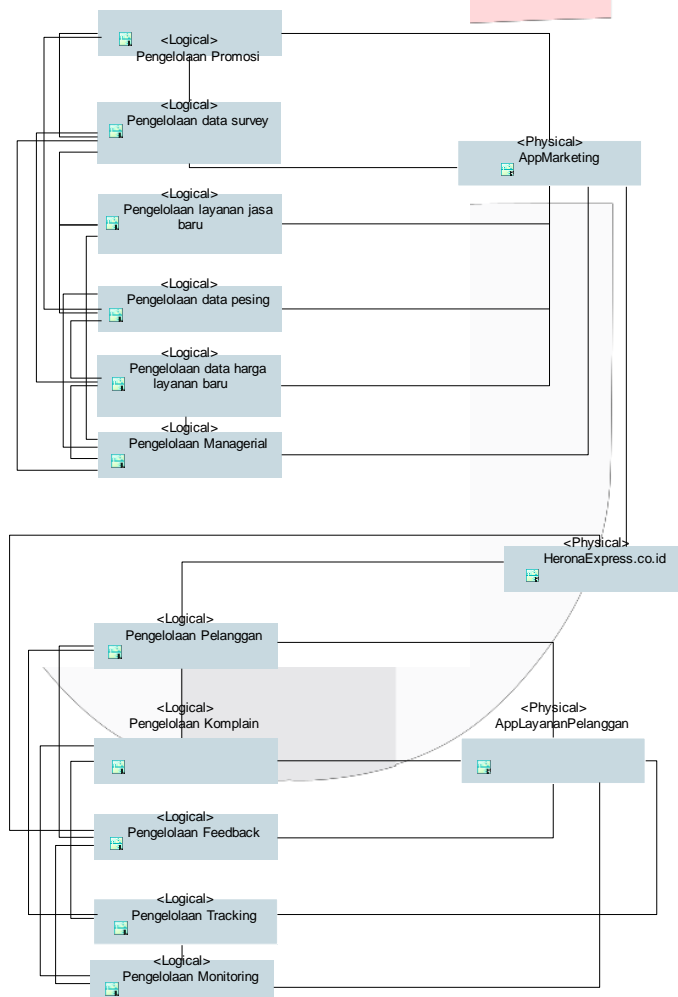 <Logical>
Pengelolaan Promosi
<Logical>
Pengelolaan data survey
<Physical>
AppMarketing
<Logical>
Pengelolaan layanan jasa
baru
<Logical>
Pengelolaan data pesing
<Logical>
Pengelolaan data harga
layanan baru
<Logical>
Pengelolaan Managerial
<Physical>
HeronaExpress.co.id
<Logical>
Pengelolaan Pelanggan
<Logical>
Pengelolaan Komplain
<Physical>
AppLayananPelanggan
<Logical>
Pengelolaan Feedback
<Logical>
Pengelolaan Tracking
<Logical>
Pengelolaan Monitoring